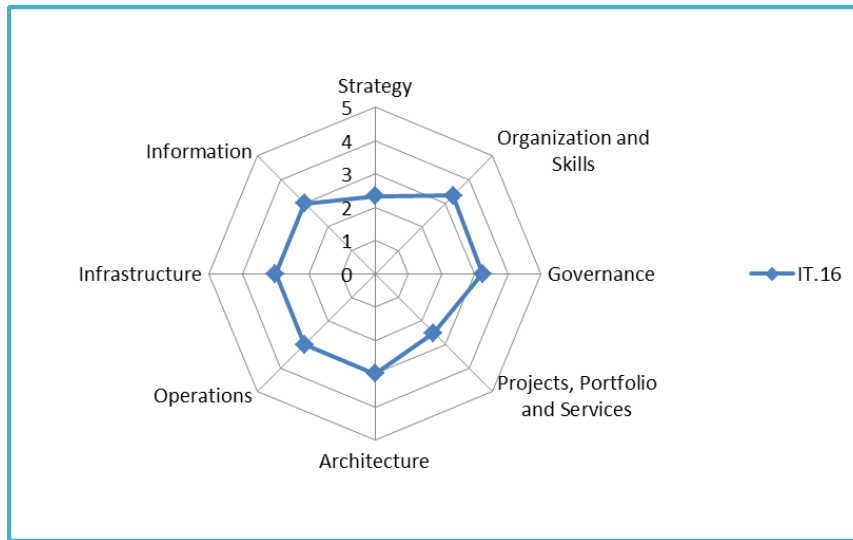 Strategy
5
4
3
2
1
0
Organization and
Skills
Governance
Projects, Portfolio
and Services
Architecture
Operations
Infrastructure
Information
IT.16